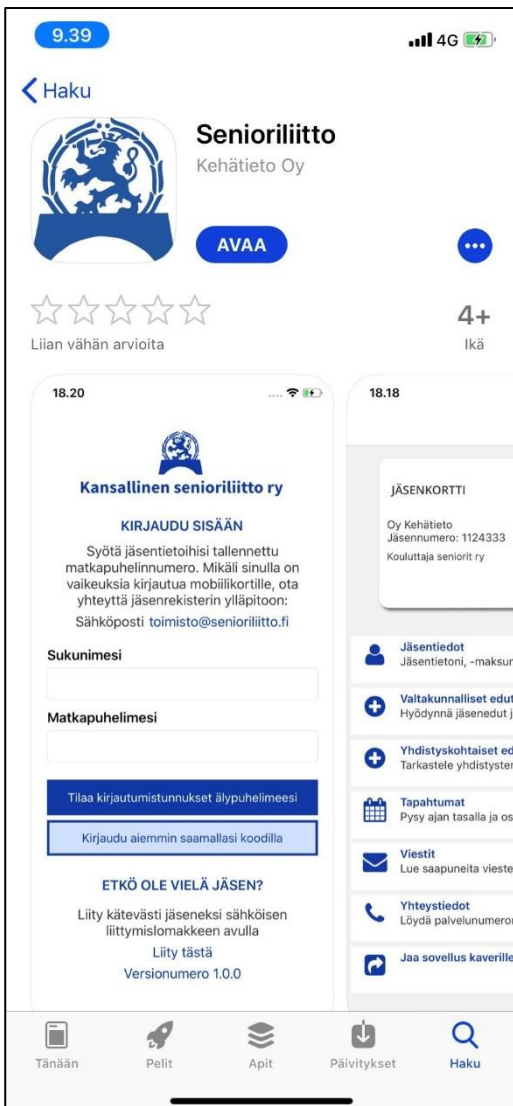 9.39
4G
Haku
Senioriliitto
Kehätieto Oy
AVAA
4+
Liian vähän arvioita
Ikä
18.20
Kansallinen senioriliitto ry
KIRJAUDU SISÄÄN
Syötä jäsentietoihisi tallennettu
matkapuhelinnumero. Mikäli sinulla on
vaikeuksia kirjautua mobiilikortille, ota
yhteyttä jäsenrekisterin ylläpitoon:
Sähköposti toimisto@senioriliitto.fi
Sukunimesi
Matkapuhelimesi
Tilaa kirjautumistunnukset älypuhelimeesi
Kirjaudu aiemmin saamallasi koodilla
ETKÖ OLE VIELÄ JÄSEN?
Liity kätevästi jäseneksi sähköisen
liittymislomakkeen avulla
Liity tästä
Versionumero 1.0.0
18.18
JÄSENKORTTI
Oy Kehätieto
Jäsennumero: 1124333
Kouluttaja seniorit ry
Jäsentiedot
Jäsentietoni, -maksun
Valtakunnalliset edut
Hyödynnä jäsenedut j
Yhdistyskohtaiset ed
Tarkastele yhdistysten
Tapahtumat
Pysy ajan tasalla ja os
Viestit
Lue saapuneita vieste
Yhteystiedot
Löydä palvelunumeron
Jaa sovellus kaverille
Tänään
Pelit
Apit
Päivitykset
Haku